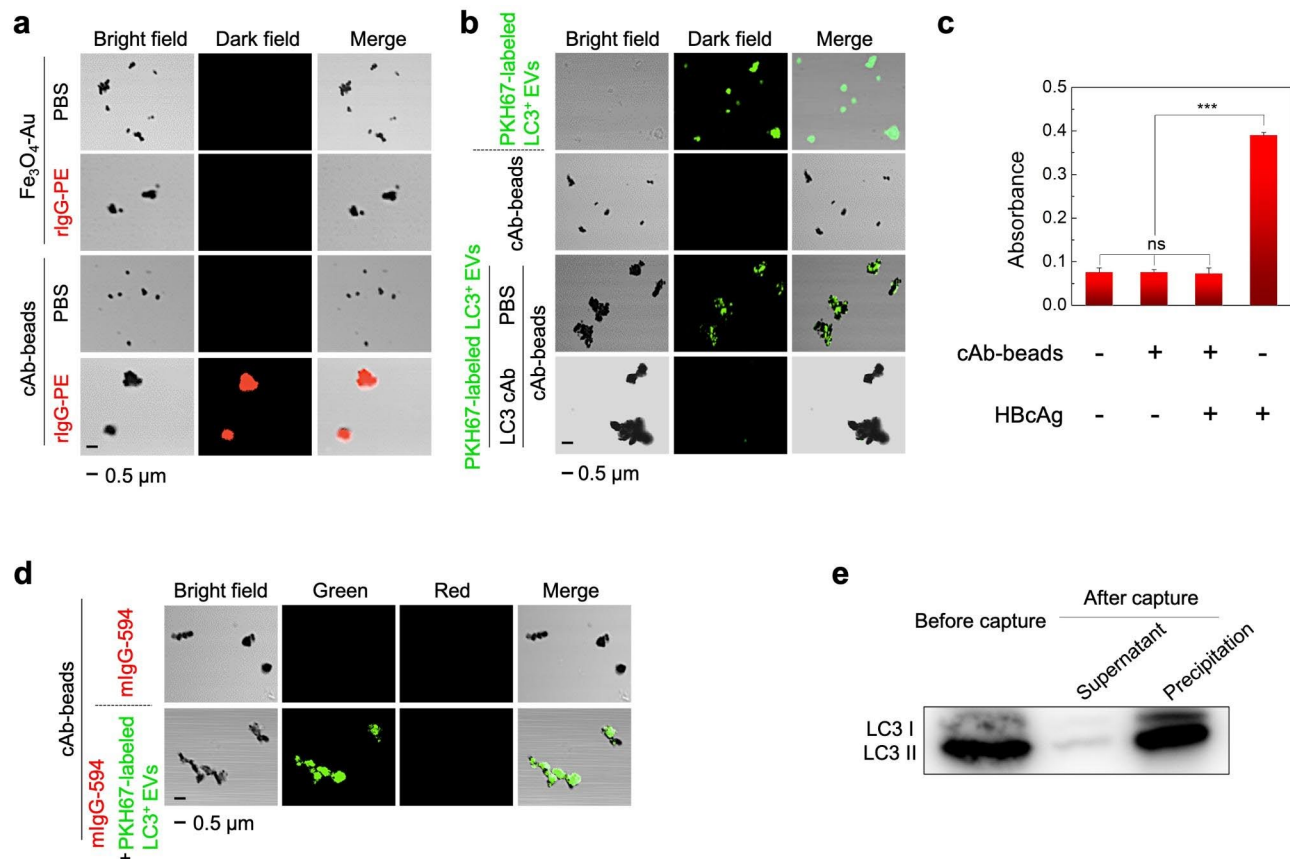 a
Bright field Dark field Merge
Fe₃O₄-Au
PBS
rIgG-PE
cAb-beads
PBS
rIgG-PE
0.5 µm
b
Bright field Dark field Merge
PKH67-labeled
LC3⁺ EVs
cAb-beads
PKH67-labeled LC3⁺ EVs
PBS
LC3 cAb
cAb-beads
0.5 µm
c
***
ns
Absorbance
0.5
0.4
0.3
0.2
0.1
0.0
cAb-beads - + + -
HBcAg - - + +
d
Bright field Green Red Merge
cAb-beads
mIgG-594
mIgG-594
+ PKH67-labeled
LC3⁺ EVs
0.5 µm
e
Before capture
After capture
Supernatant
Precipitation
LC3 I
LC3 II